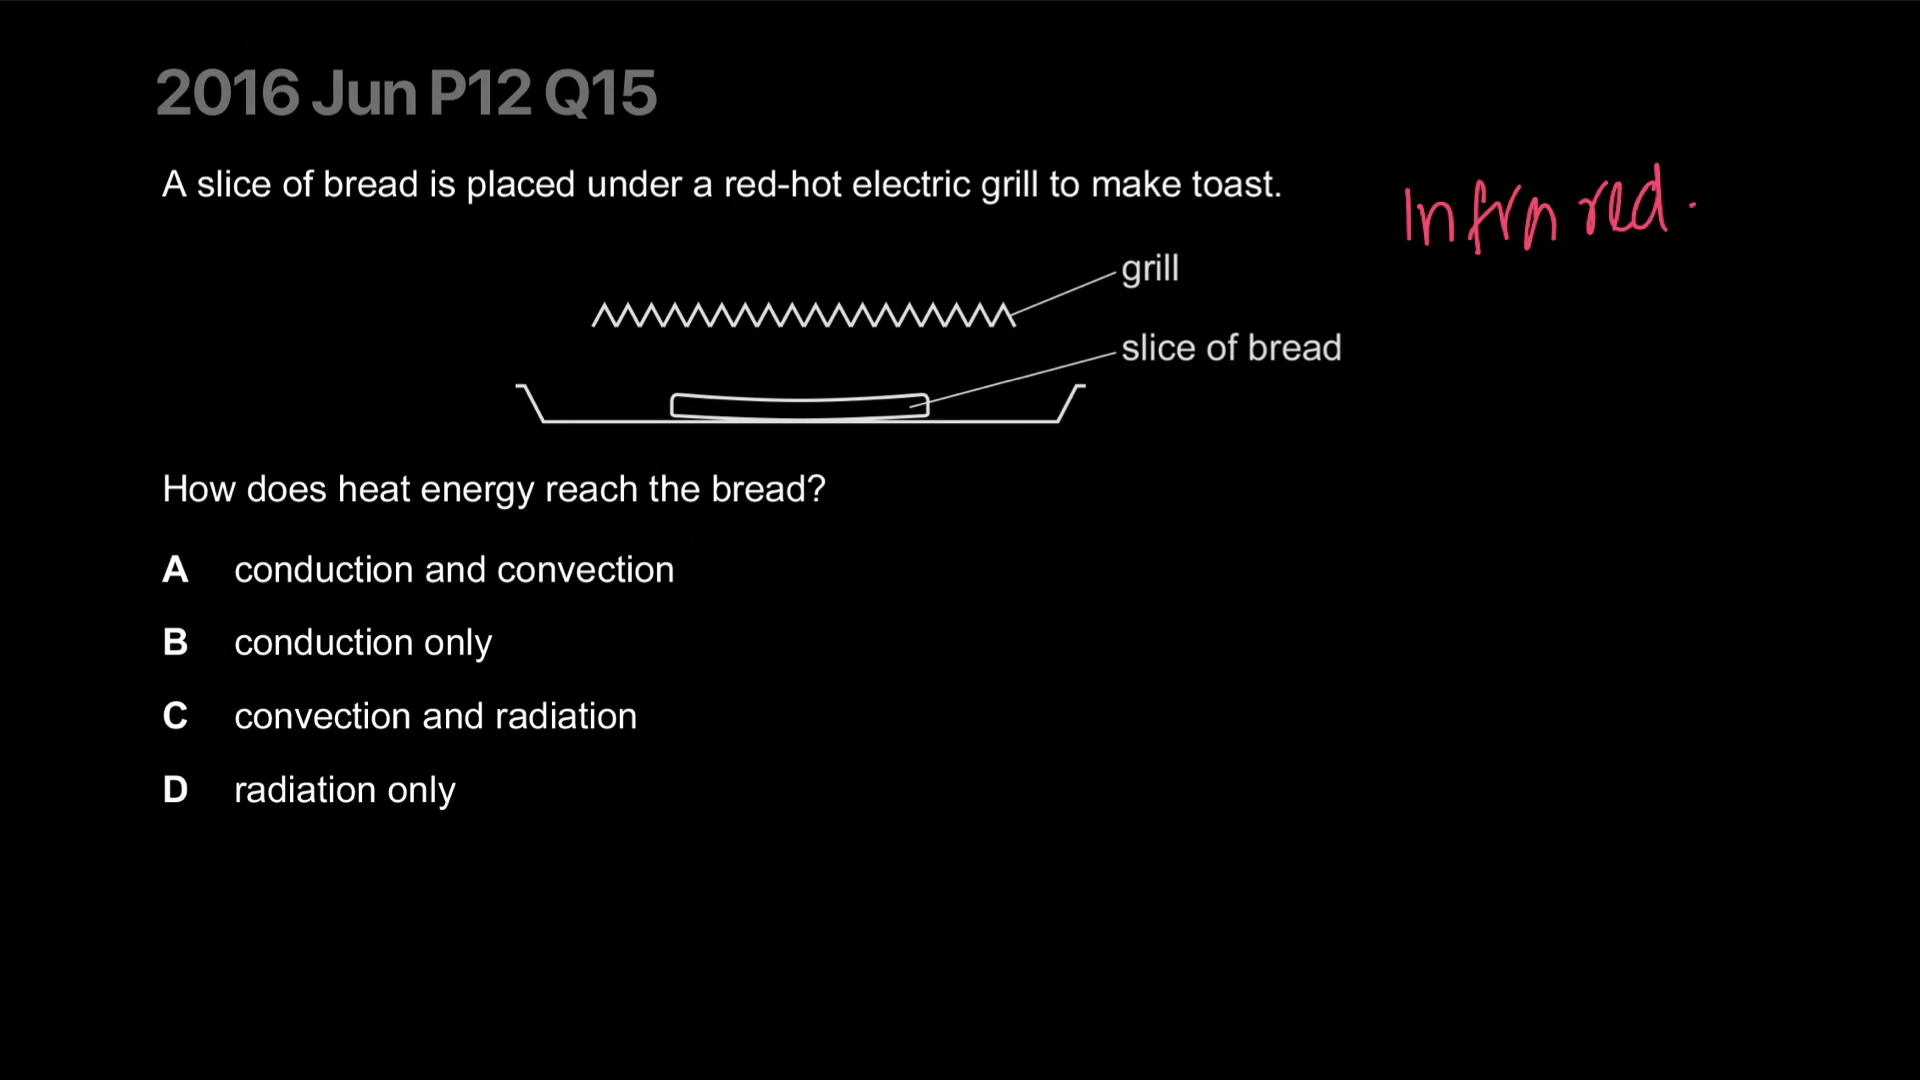 2016 Jun P12 Q15
A slice of bread is placed under a red-hot electric grill to make toast.
Infra red.
grill
slice of bread
How does heat energy reach the bread?
A conduction and convection
B conduction only
C convection and radiation
D radiation only